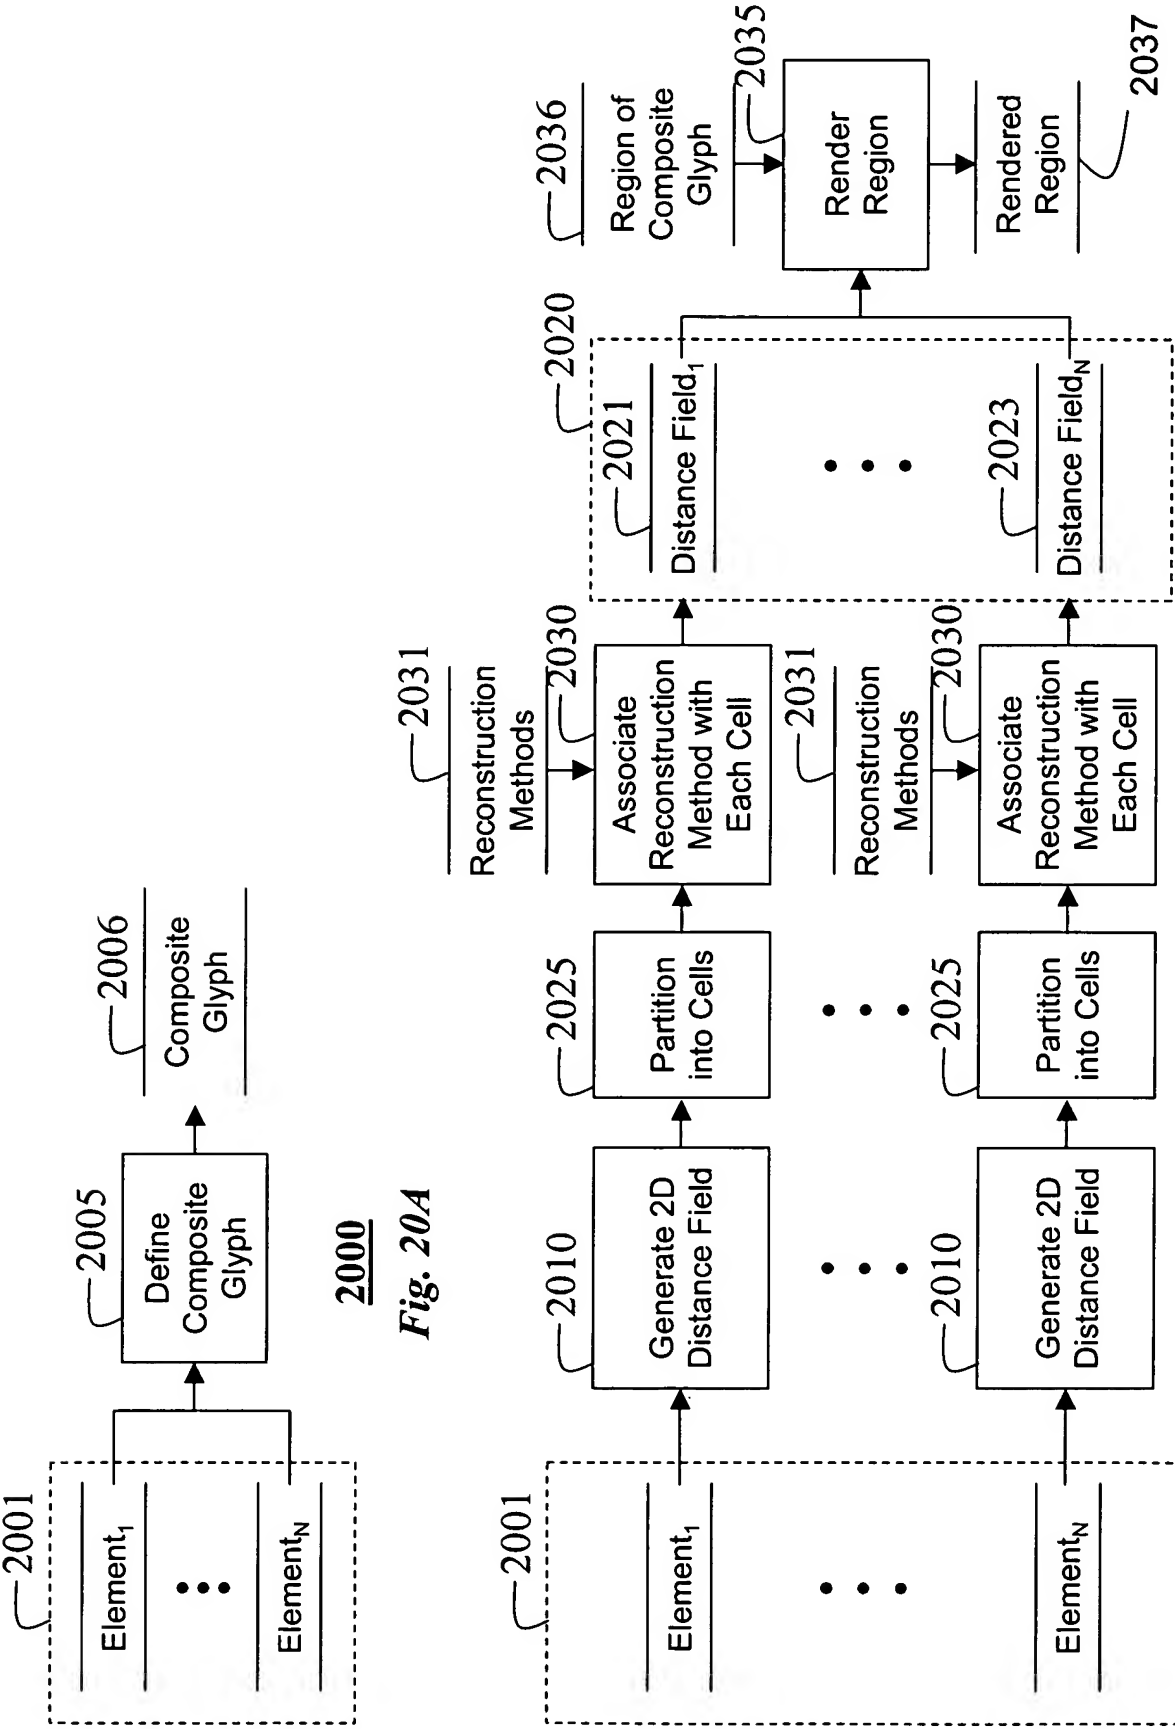 2001
Element1
Element N
2005
Define
Composite
Glyph
2006
Composite
Glyph
2000
Fig. 20A
2001
Element1
Element N
2010
Generate 2D
Distance Field
2010
Generate 2D
Distance Field
2025
Partition
into Cells
2025
Partition
into Cells
2031
Reconstruction
Methods
2030
Associate
Reconstruction
Method with
Each Cell
2031
Reconstruction
Methods
2030
Associate
Reconstruction
Method with
Each Cell
2020
2021
Distance Field1
2023
Distance FieldN
2036
Region of
Composite
Glyph
2035
Render
Region
Rendered
Region
2037